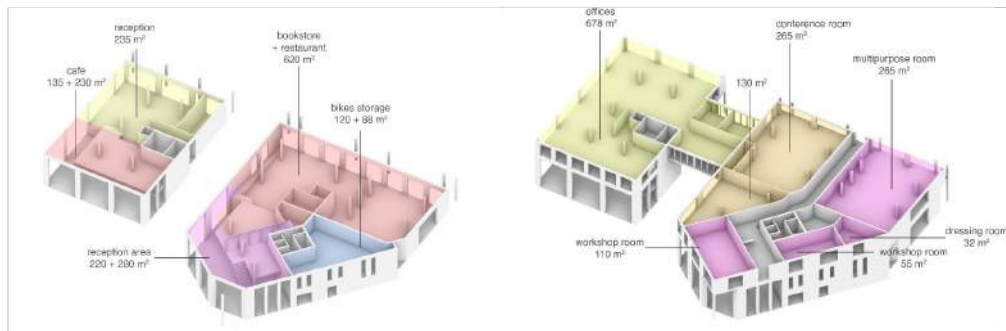 reception
235 m²
cafe
135 + 230 m²
bookstore
+ restaurant
620 m²
bikes storage
120 + 88 m²
reception area
220 + 280 m²
offices
678 m²
conference room
265 m²
multipurpose room
265 m²
130 m²
workshop room
110 m²
dressing room
32 m²
workshop room
55 m²